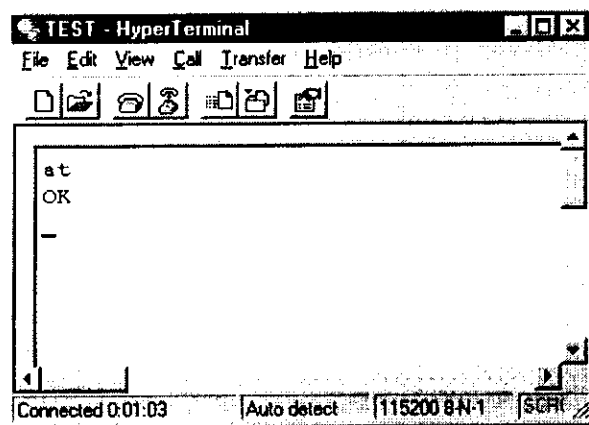 TEST - HyperTerminal
File Edit View Call Transfer Help
at
OK
Connected 0:01:03 Auto detect 115200 8-N-1 SCR